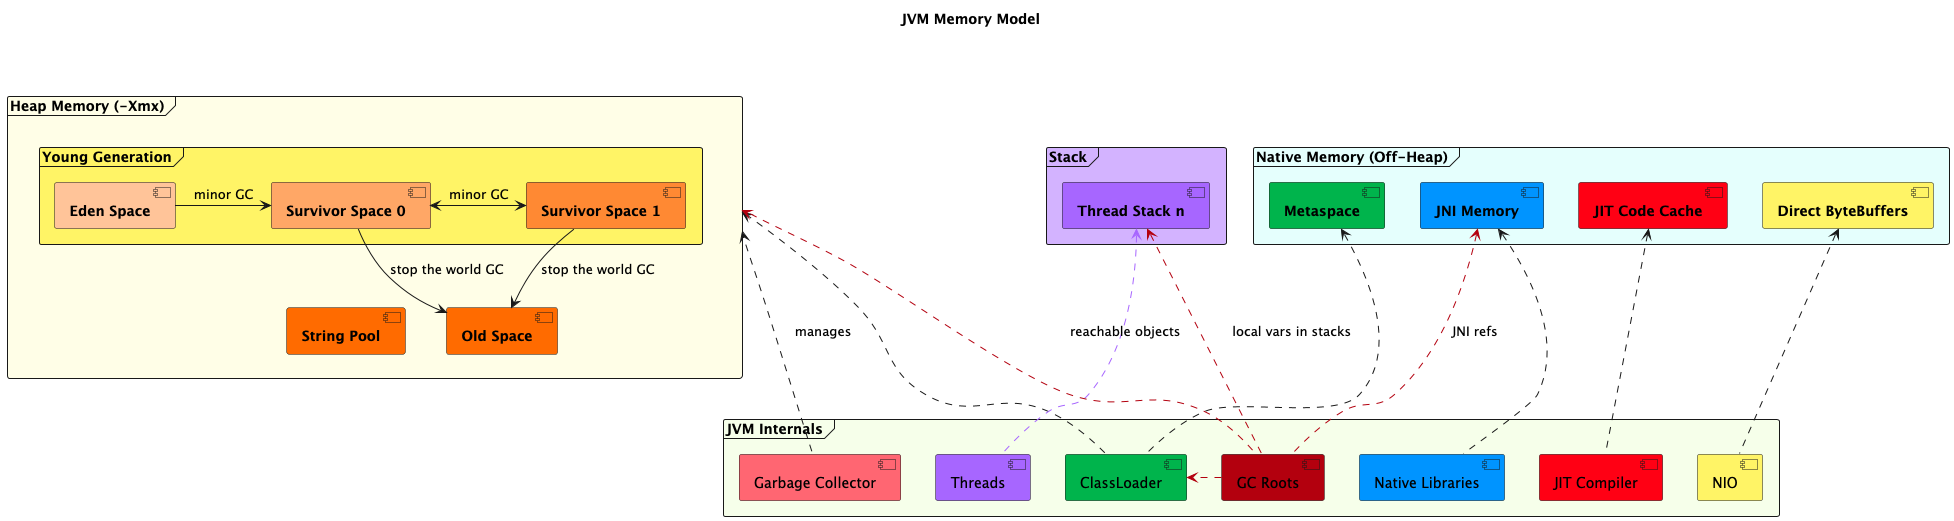 JVM Memory Model
Heap Memory (-Xmx)
Young Generation
Eden Space
minor GC
Survivor Space 0
minor GC
Survivor Space 1
stop the world GC
stop the world GC
String Pool
Old Space
Stack
Thread Stack n
Native Memory (Off-Heap)
Metaspace
JNI Memory
JIT Code Cache
Direct ByteBuffers
manages
reachable objects
local vars in stacks
JNI refs
JVM Internals
Garbage Collector
Threads
ClassLoader
GC Roots
Native Libraries
JIT Compiler
NIO